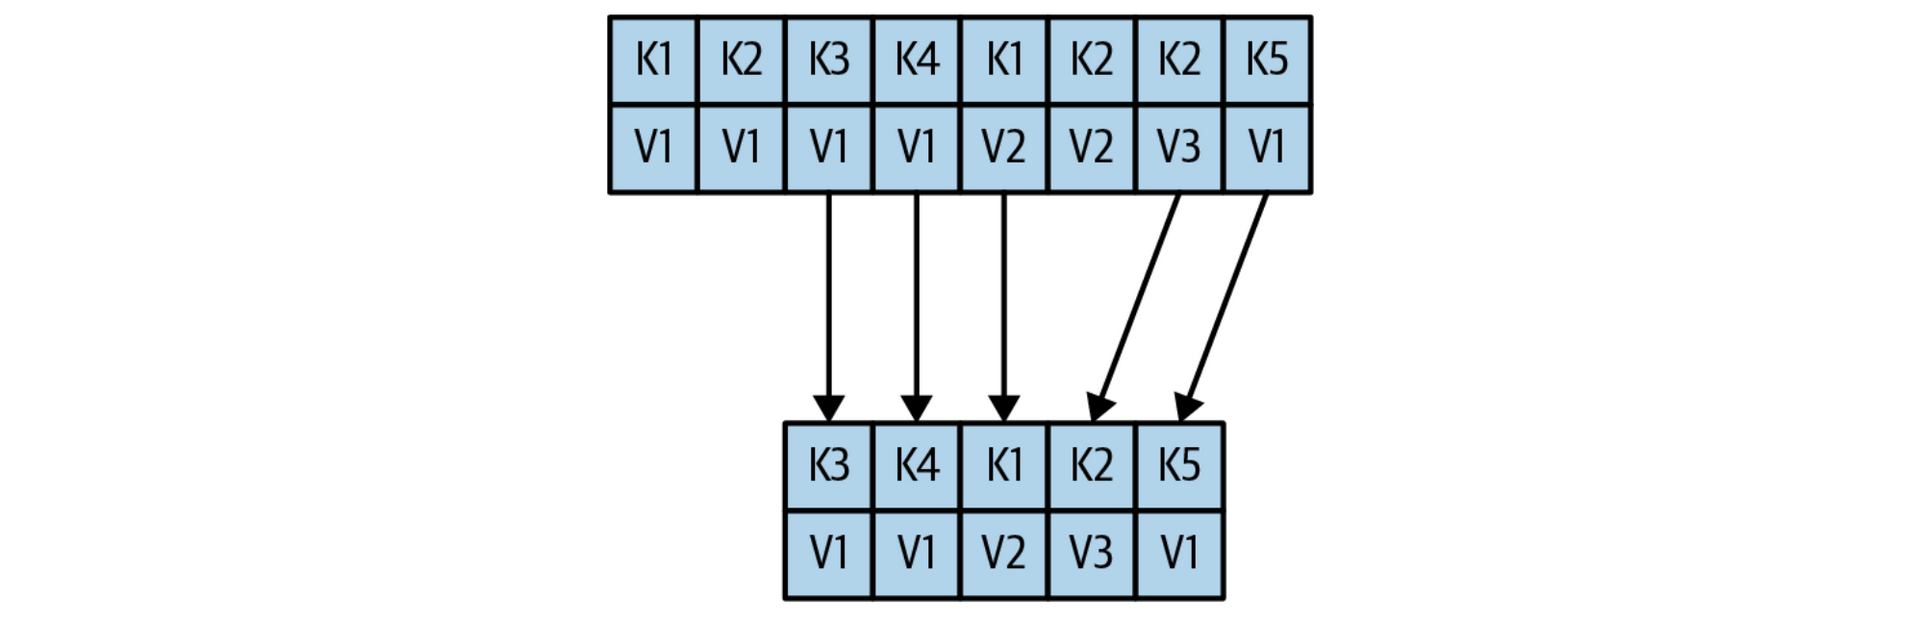 K1 K2 K3 K4 K1 K2 K2 K5
V1 V1 V1 V1 V2 V2 V3 V1
K3 K4 K1 K2 K5
V1 V1 V2 V3 V1